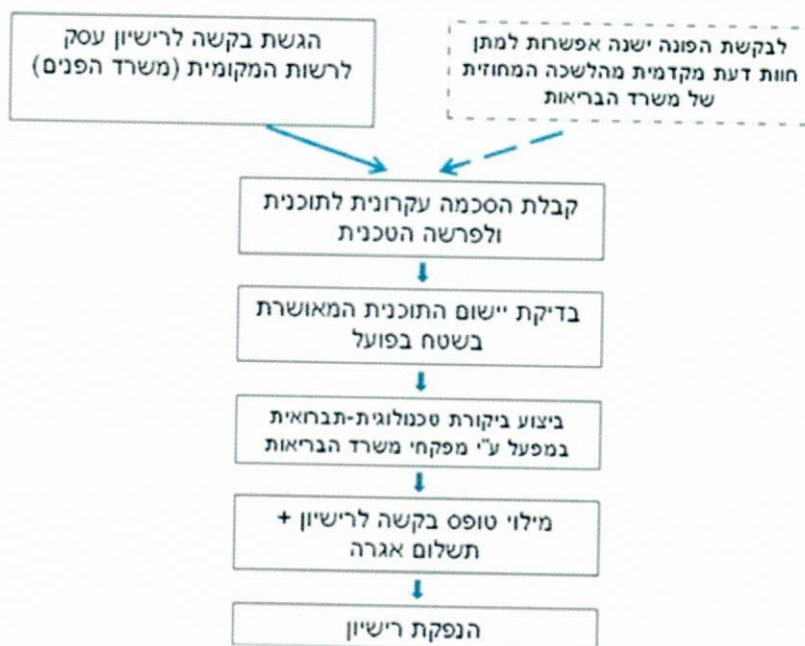 הגשת בקשה לרישיון עסק
לרשות המקומית (משרד הפנים)
לבקשת הפונה ישנה אפשרות למתן
חוות דעת מקדמית מהלשכה המחוזית
של משרד הבריאות
קבלת הסכמה עקרונית לתוכנית
ולפרשה הטכנית
בדיקת יישום התוכנית המאושרת
בשטח בפועל
ביצוע ביקורת טכנולוגית-תברואית
במפעל ע"י מפקחי משרד הבריאות
מילוי טופס בקשה לרישיון +
תשלום אגרה
הנפקת רישיון